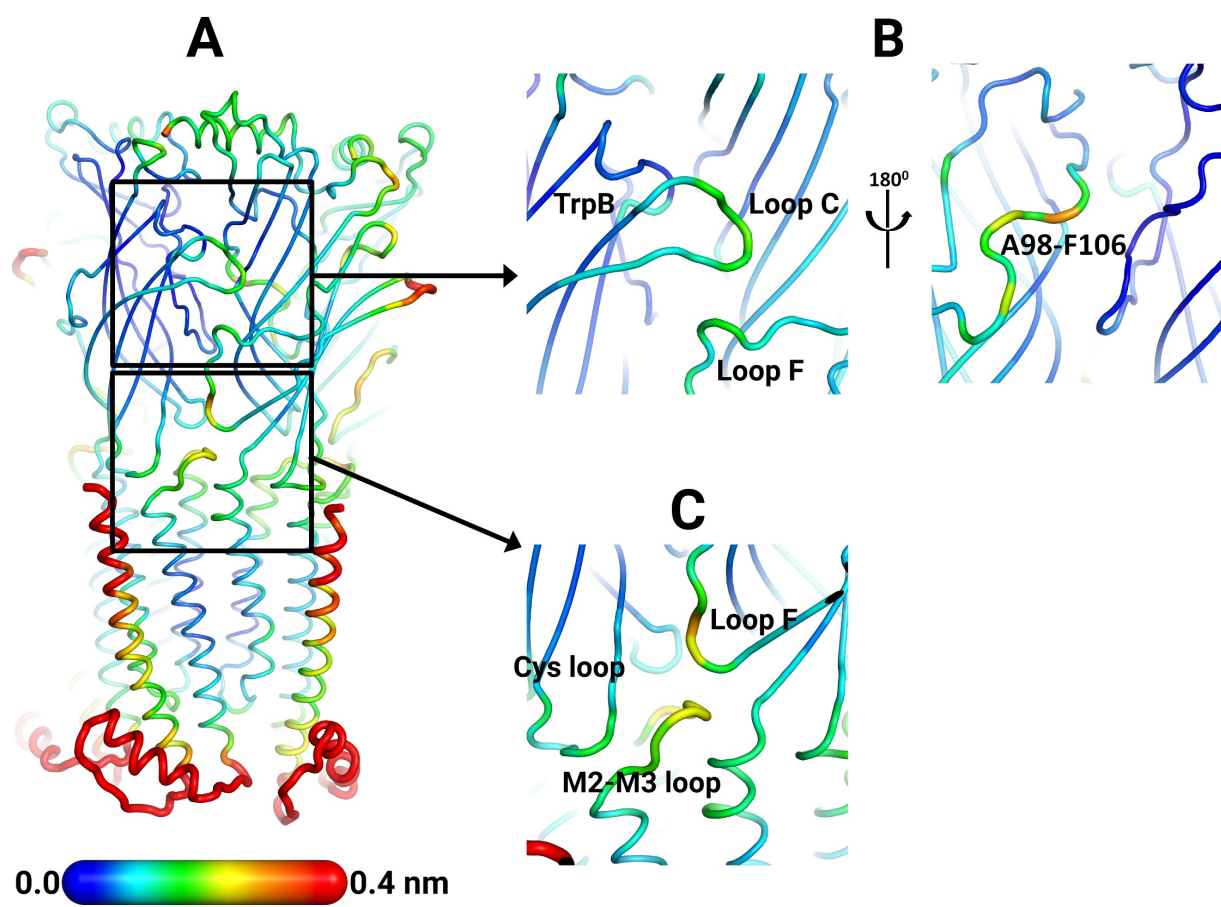 A
B
TrpB
Loop C
Loop F
180⁰
A98-F106
C
Loop F
Cys loop
M2-M3 loop
0.0
0.4 nm